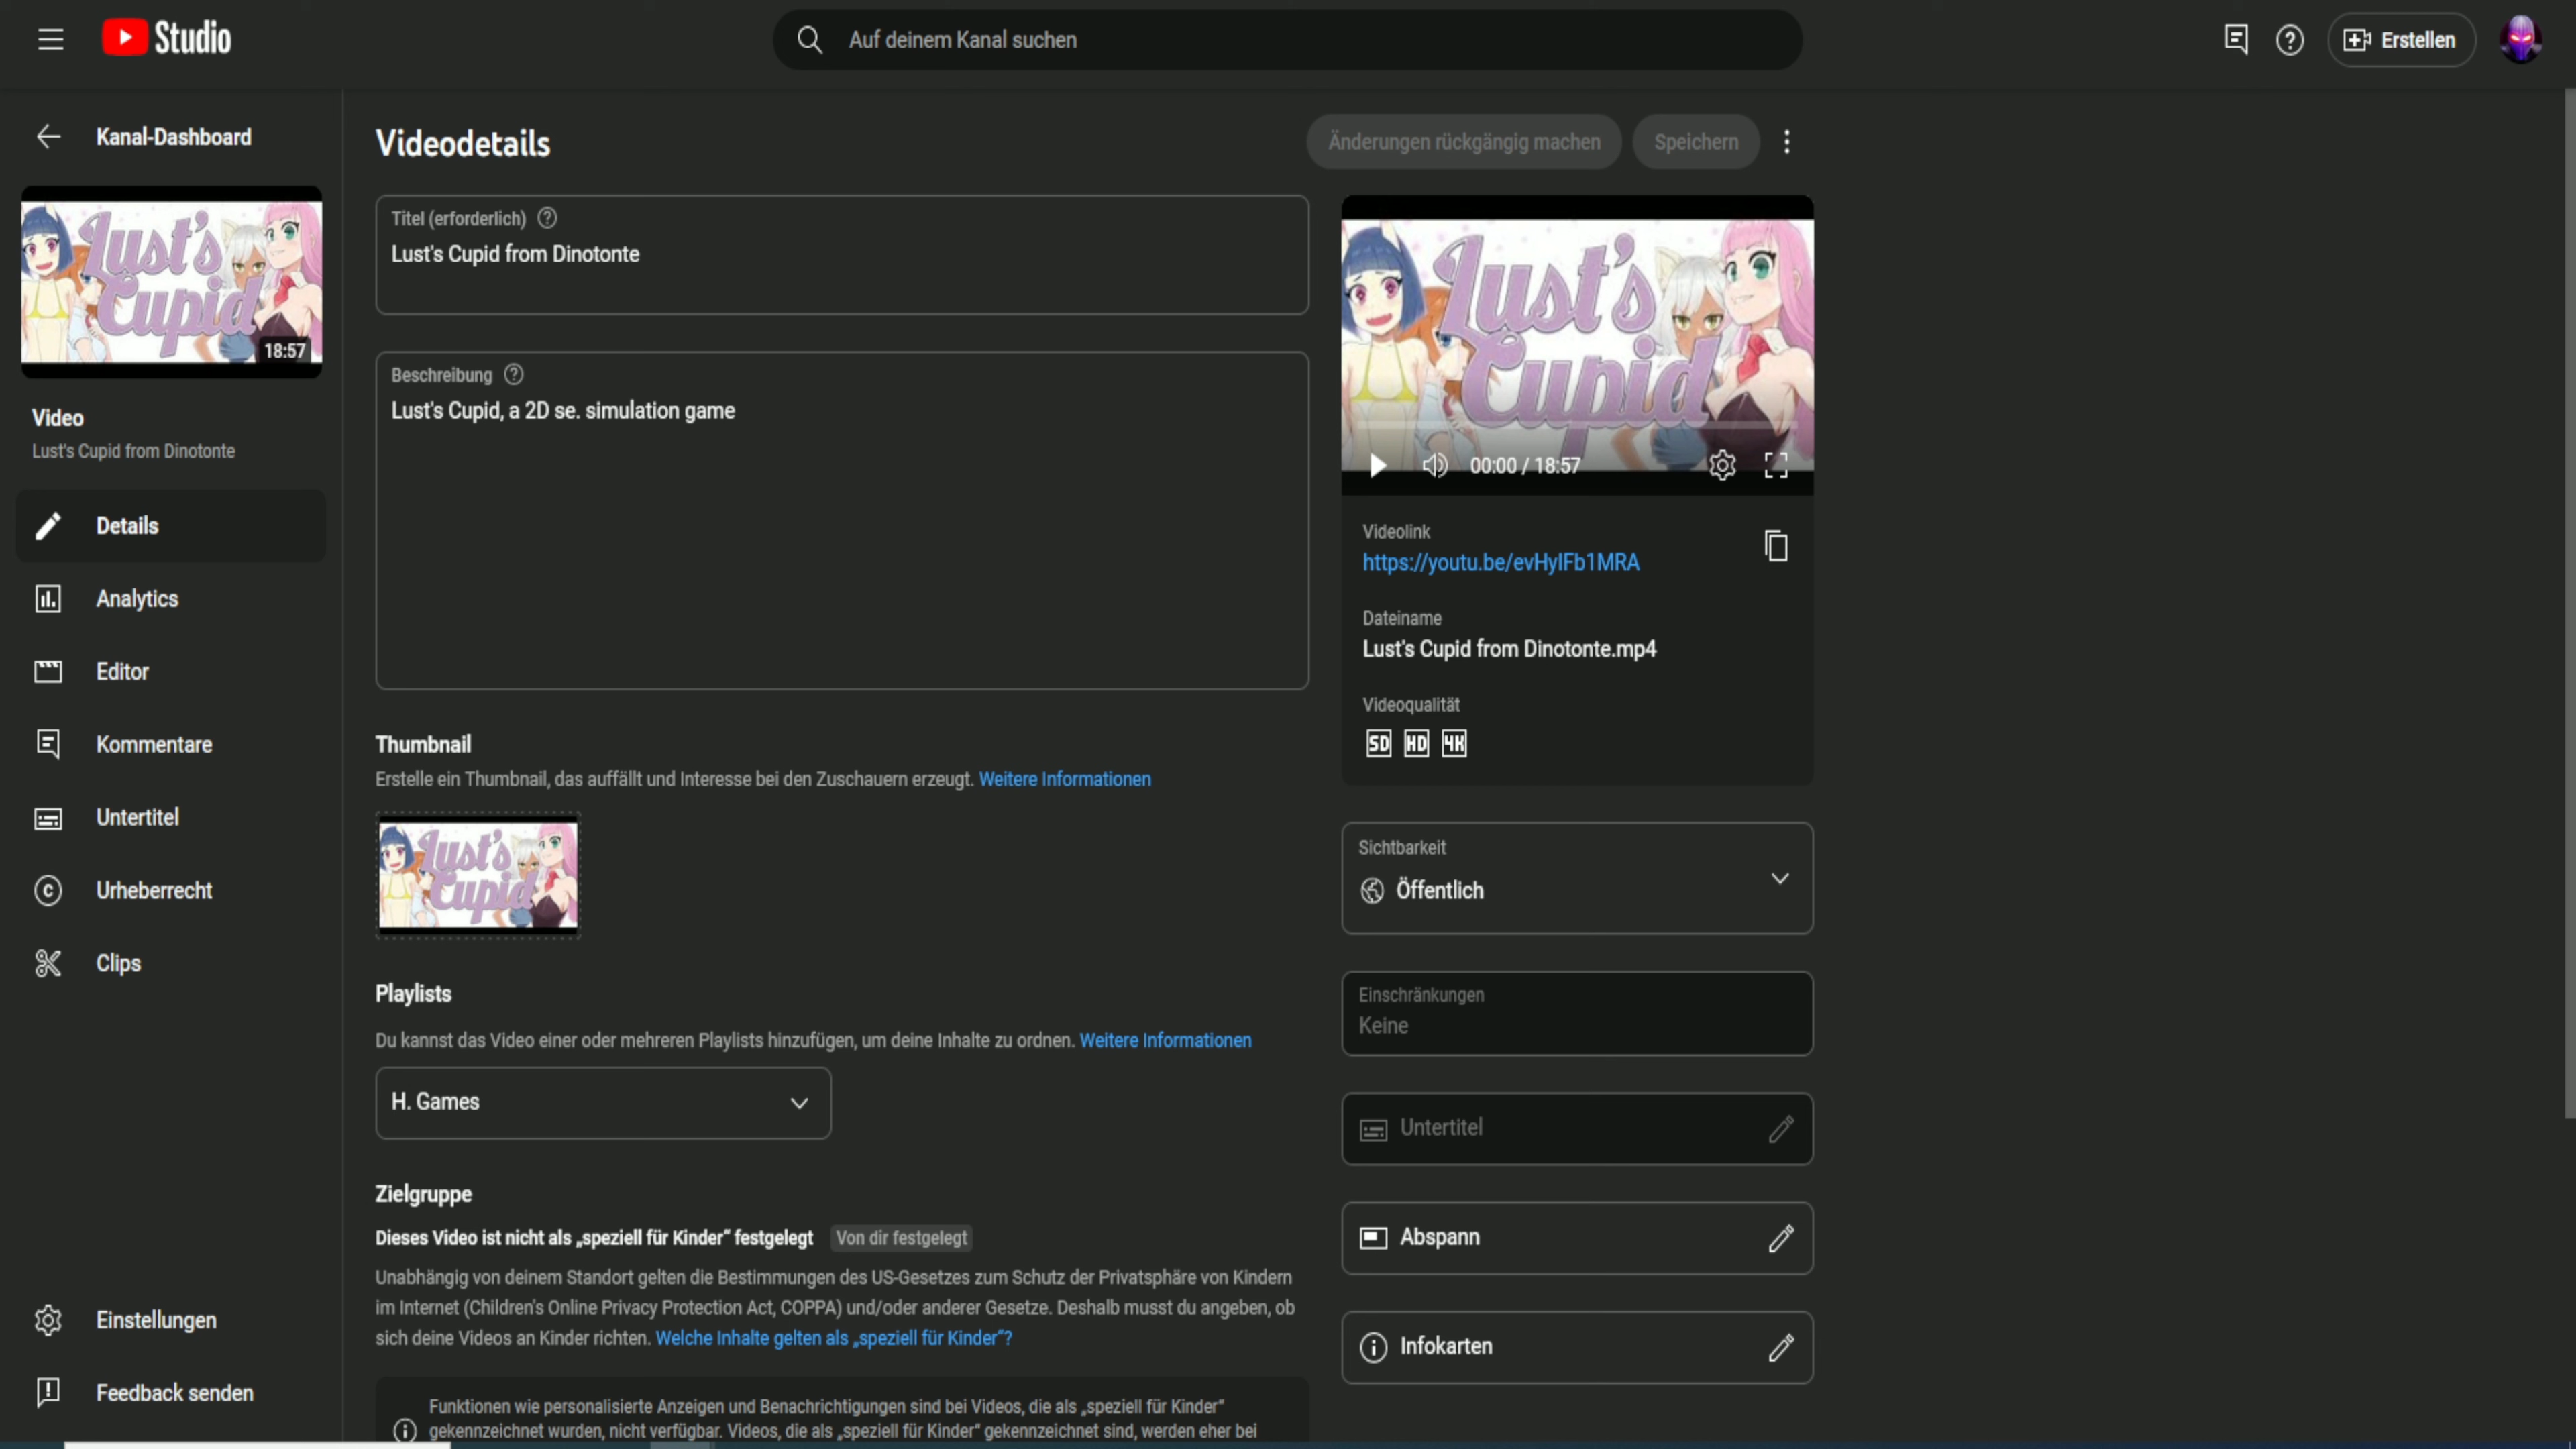 Studio
Auf deinem Kanal suchen
Erstellen
Kanal-Dashboard
Lust's
Cupid
18:57
Video
Lust's Cupid from Dinotonte
Details
Analytics
Editor
Kommentare
Untertitel
Urheberrecht
Clips
Einstellungen
Feedback senden
Videodetails
Änderungen rückgängig machen
Speichern
Titel (erforderlich)
Lust's Cupid from Dinotonte
Beschreibung
Lust's Cupid, a 2D se. simulation game
Thumbnail
Erstelle ein Thumbnail, das auffällt und Interesse bei den Zuschauern erzeugt. Weitere Informationen
Lust's
Cupid
Playlists
Du kannst das Video einer oder mehreren Playlists hinzufügen, um deine Inhalte zu ordnen. Weitere Informationen
H. Games
Zielgruppe
Dieses Video ist nicht als „speziell für Kinder“ festgelegt Von dir festgelegt
Unabhängig von deinem Standort gelten die Bestimmungen des US-Gesetzes zum Schutz der Privatsphäre von Kindern
im Internet (Children's Online Privacy Protection Act, COPPA) und/oder anderer Gesetze. Deshalb musst du angeben, ob
sich deine Videos an Kinder richten. Welche Inhalte gelten als „speziell für Kinder“?
Funktionen wie personalisierte Anzeigen und Benachrichtigungen sind bei Videos, die als „speziell für Kinder“
gekennzeichnet wurden, nicht verfügbar. Videos, die als „speziell für Kinder“ gekennzeichnet sind, werden eher bei
Lust's
Cupid
00:00 / 18:57
Videolink
https://youtu.be/evHyIFb1MRA
Dateiname
Lust's Cupid from Dinotonte.mp4
Videoqualität
SD HD 4K
Sichtbarkeit
Öffentlich
Einschränkungen
Keine
Untertitel
Abspann
Infokarten